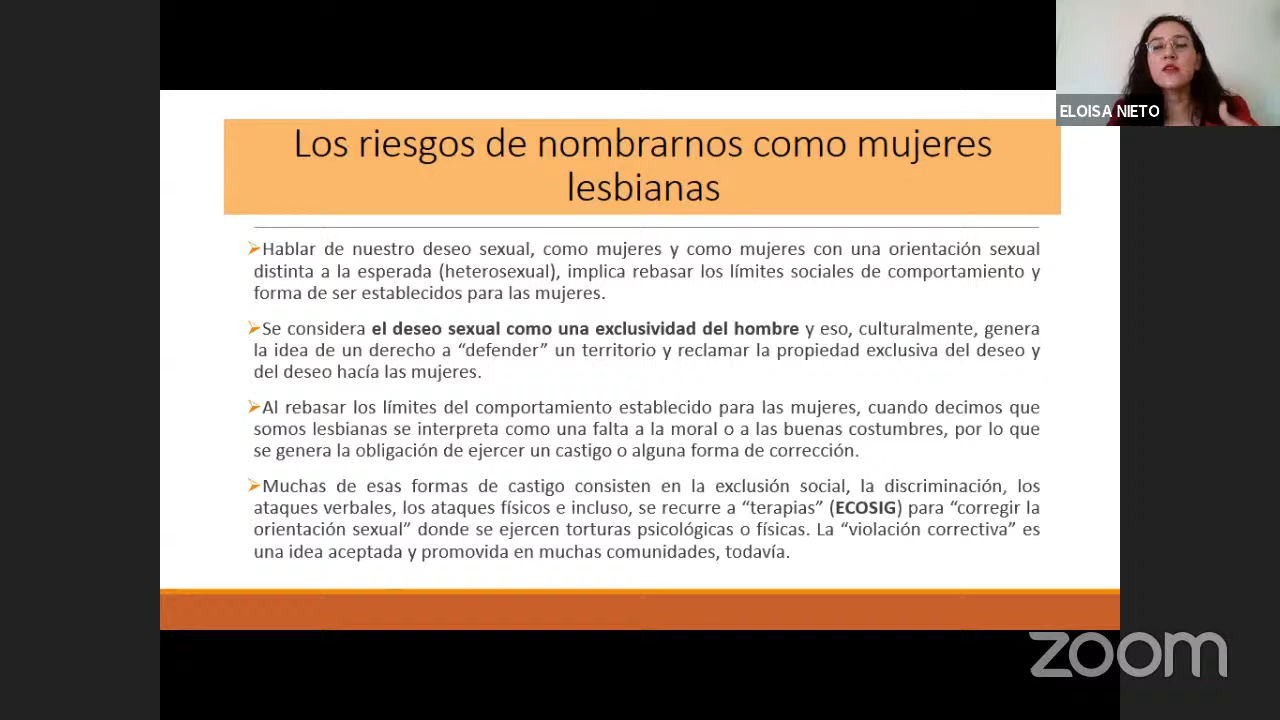 ELOISA NIETO
Los riesgos de nombrarnos como mujeres
lesbianas
➢Hablar de nuestro deseo sexual, como mujeres y como mujeres con una orientación sexual
distinta a la esperada (heterosexual), implica rebasar los límites sociales de comportamiento y
forma de ser establecidos para las mujeres.
➢Se considera el deseo sexual como una exclusividad del hombre y eso, culturalmente, genera
la idea de un derecho a “defender” un territorio y reclamar la propiedad exclusiva del deseo y
del deseo hacía las mujeres.
➢Al rebasar los límites del comportamiento establecido para las mujeres, cuando decimos que
somos lesbianas se interpreta como una falta a la moral o a las buenas costumbres, por lo que
se genera la obligación de ejercer un castigo o alguna forma de corrección.
➢Muchas de esas formas de castigo consisten en la exclusión social, la discriminación, los
ataques verbales, los ataques físicos e incluso, se recurre a “terapias” (ECOSIG) para “corregir la
orientación sexual” donde se ejercen torturas psicológicas o físicas. La “violación correctiva” es
una idea aceptada y promovida en muchas comunidades, todavía.
zoom